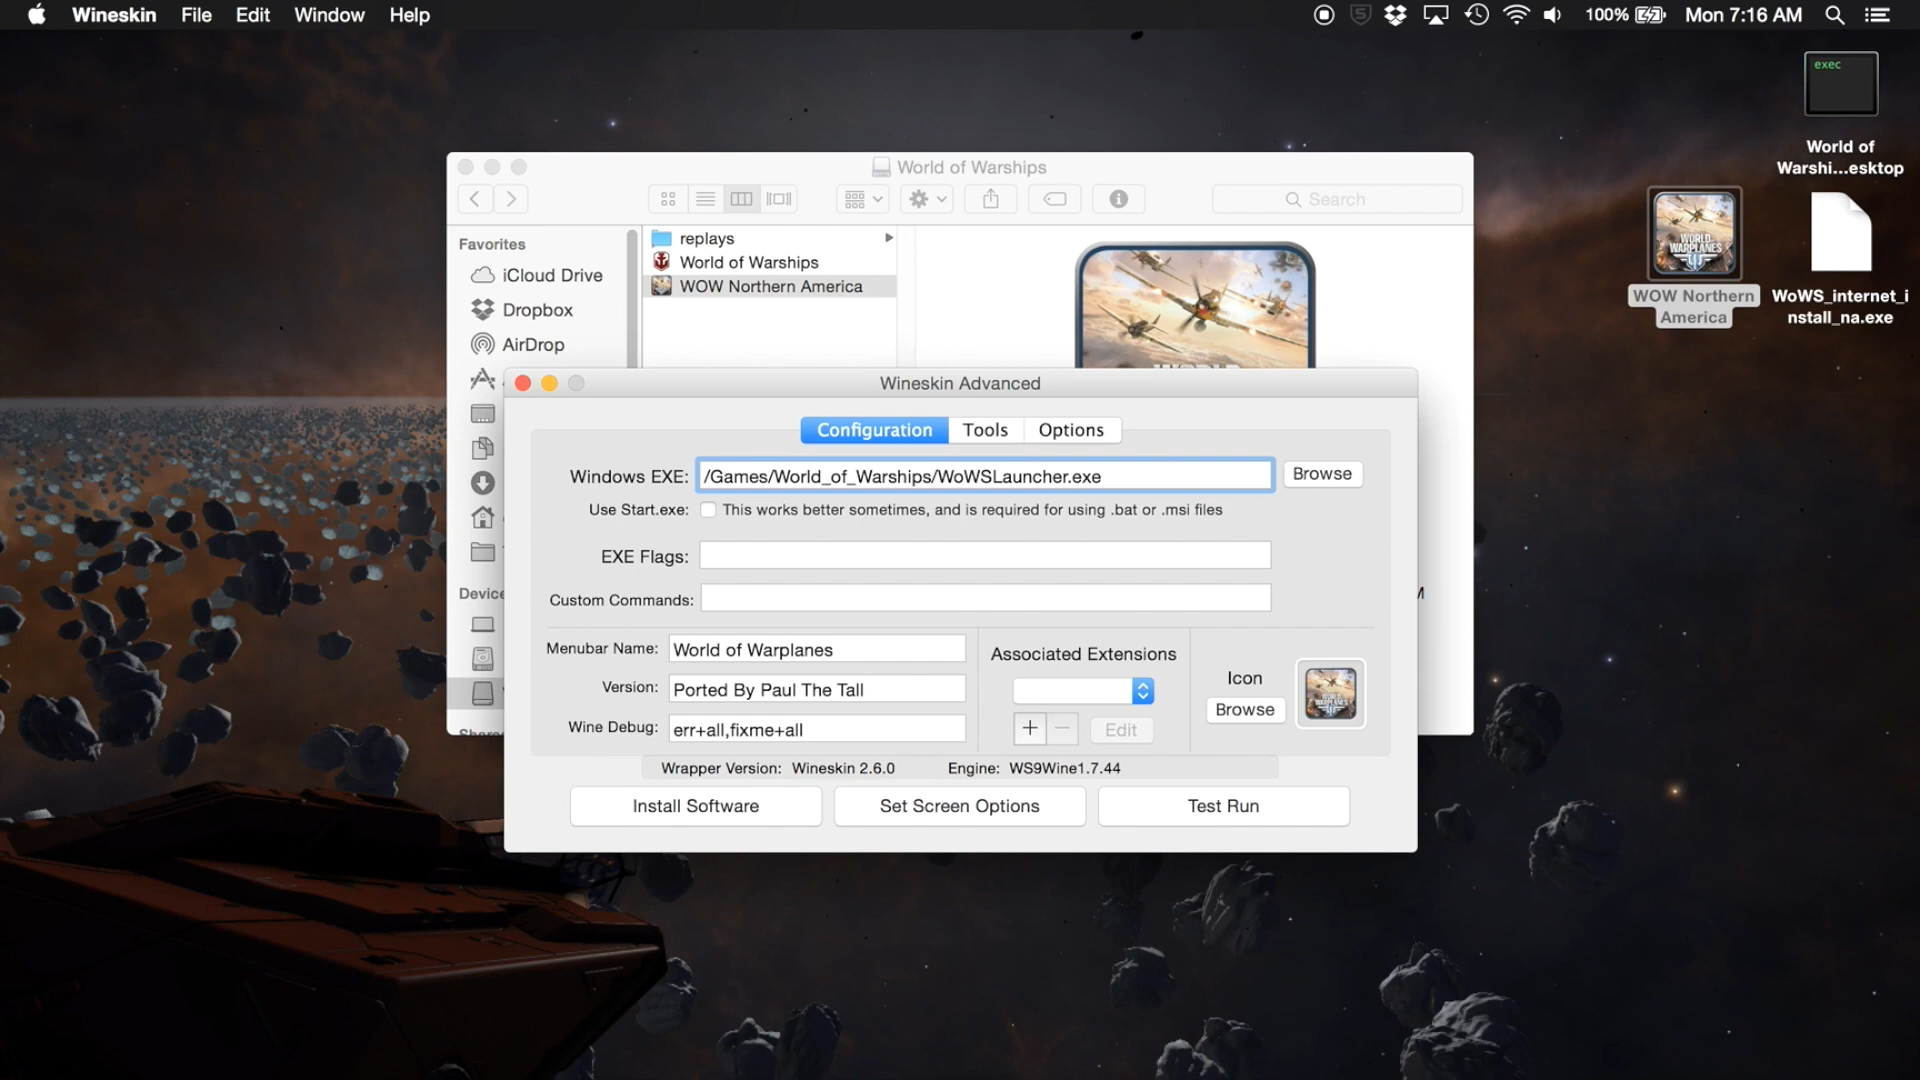 Wineskin File Edit Window Help
100% Mon 7:16 AM
exec
World of
Warshi...esktop
WOW Northern
America
WoWS_internet_i
nstall_na.exe
World of Warships
Search
Favorites
iCloud Drive
Dropbox
AirDrop
replays
World of Warships
WOW Northern America
Wineskin Advanced
Configuration Tools Options
Windows EXE: /Games/World_of_Warships/WoWSLauncher.exe Browse
Use Start.exe: This works better sometimes, and is required for using .bat or .msi files
EXE Flags:
Custom Commands:
Menubar Name: World of Warplanes
Version: Ported By Paul The Tall
Wine Debug: err+all,fixme+all
Associated Extensions
Edit
Icon
Browse
Wrapper Version: Wineskin 2.6.0 Engine: WS9Wine1.7.44
Install Software Set Screen Options Test Run